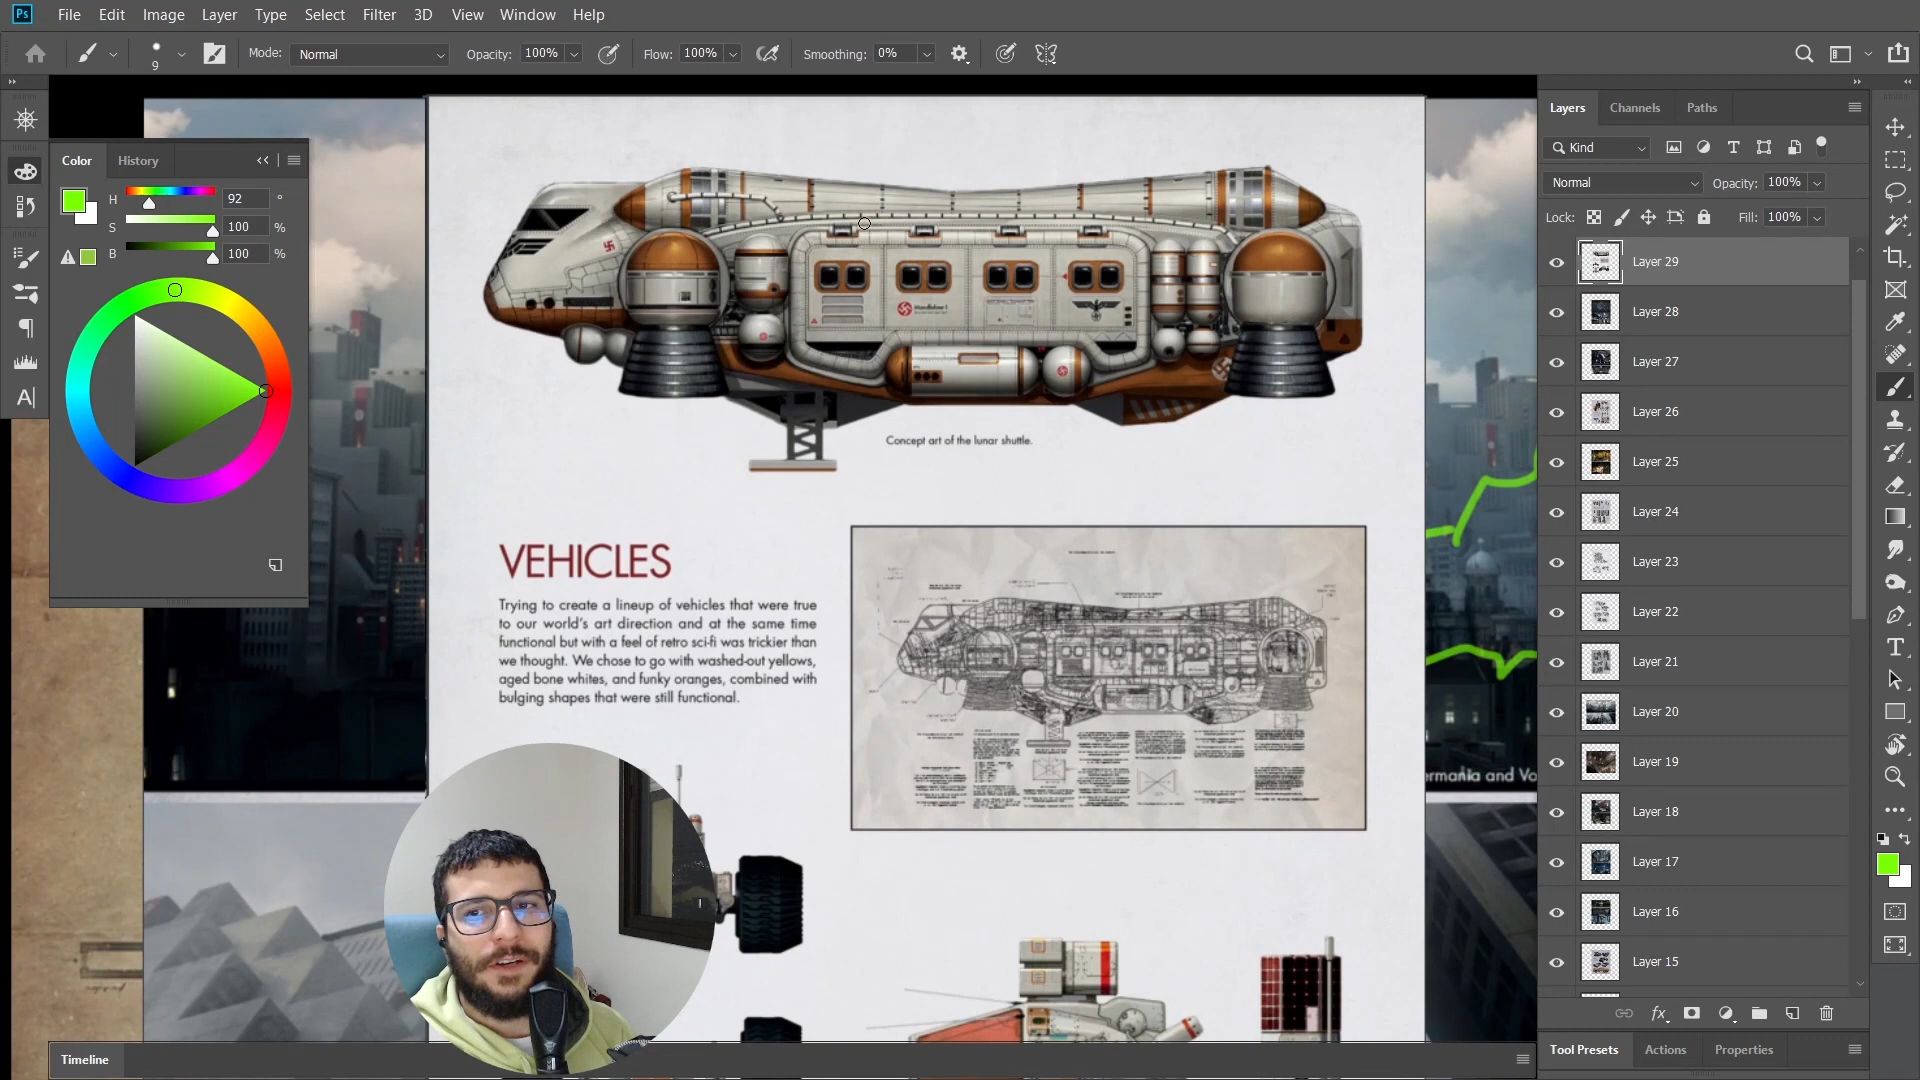 Ps File Edit Image Layer Type Select Filter 3D View Window Help
9 Mode: Normal Opacity: 100% Flow: 100% Smoothing: 0%
Color History
H 92 °
S 100 %
B 100 %
Concept art of the lunar shuttle.
VEHICLES
Trying to create a lineup of vehicles that were true
to our world's art direction and at the same time
functional but with a feel of retro sci-fi was trickier than
we thought. We chose to go with washed-out yellows,
aged bone whites, and funky oranges, combined with
bulging shapes that were still functional.
ermania and Vo
Timeline
Layers Channels Paths
Kind
Normal Opacity: 100%
Lock: Fill: 100%
Layer 29
Layer 28
Layer 27
Layer 26
Layer 25
Layer 24
Layer 23
Layer 22
Layer 21
Layer 20
Layer 19
Layer 18
Layer 17
Layer 16
Layer 15
fx
Tool Presets Actions Properties